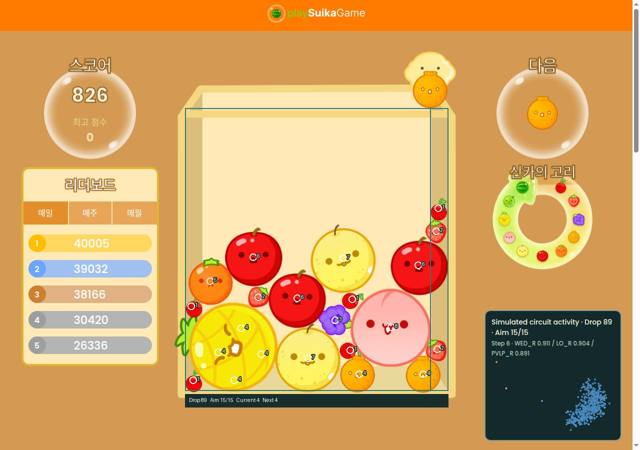 playSuikaGame
스코어
826
최고 점수
0
리더보드
매일
매주
매월
1 40005
2 39032
3 38166
4 30420
5 26336
다음
산카의 고리
Simulated circuit activity · Drop 89
· Aim 15/15
Step 6 · WED_R 0.911 / LO_R 0.904 /
PVLP_R 0.891
Drop 89 Aim 15/15 Current 4 Next 4